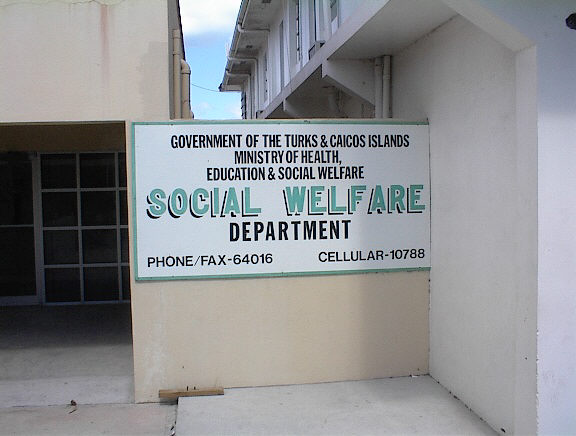 GOVERNMENT OF THE TURKS & CAICOS ISLANDS
MINISTRY OF HEALTH,
EDUCATION & SOCIAL WELFARE
SOCIAL WELFARE
DEPARTMENT
PHONE/FAX-64016 CELLULAR-10788